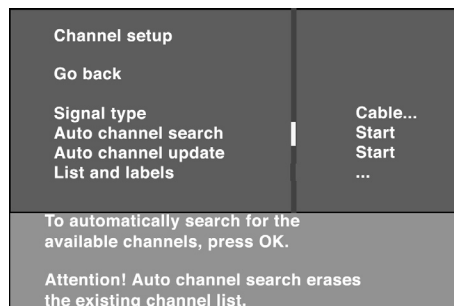 Channel setup
Go back
Signal type Cable...
Auto channel search Start
Auto channel update Start
List and labels ...
To automatically search for the
available channels, press OK.
Attention! Auto channel search erases
the existing channel list.